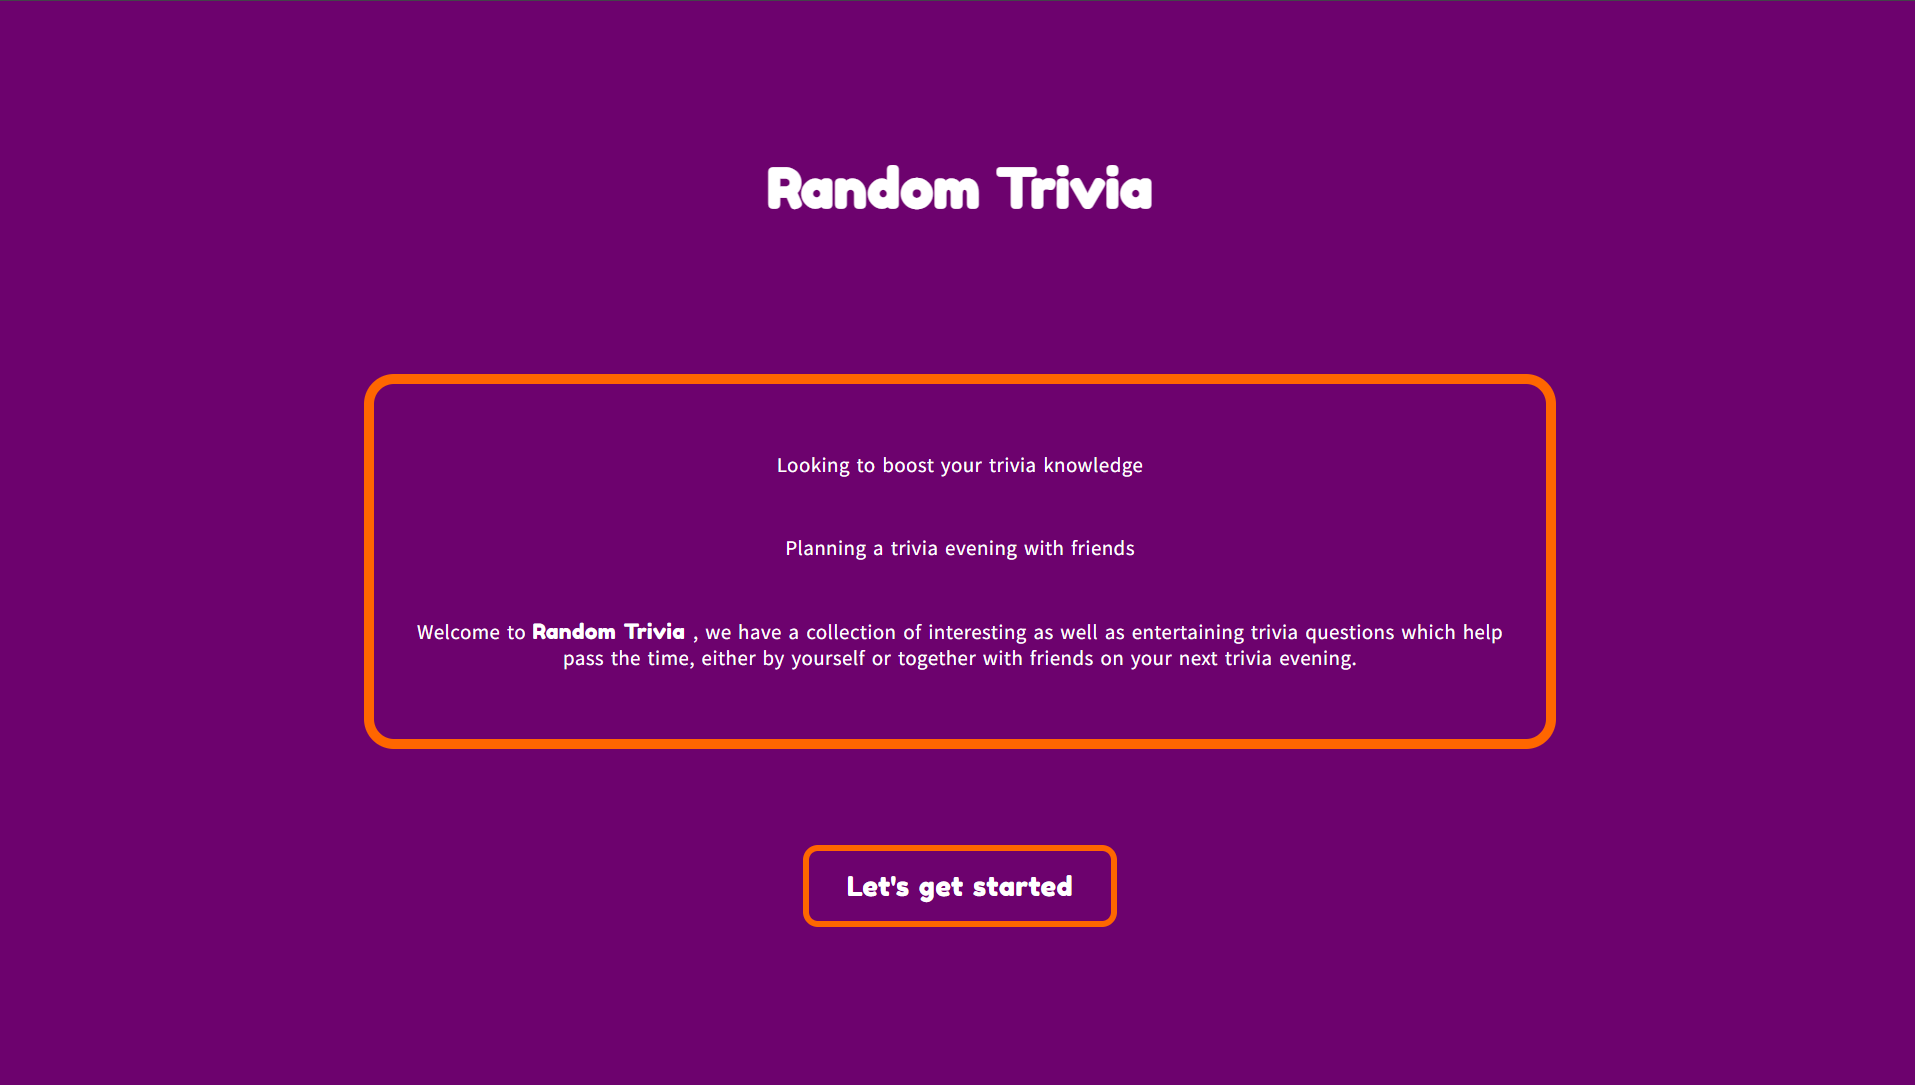 Random Trivia
Looking to boost your trivia knowledge
Planning a trivia evening with friends
Welcome to Random Trivia , we have a collection of interesting as well as entertaining trivia questions which help
pass the time, either by yourself or together with friends on your next trivia evening.
Let's get started